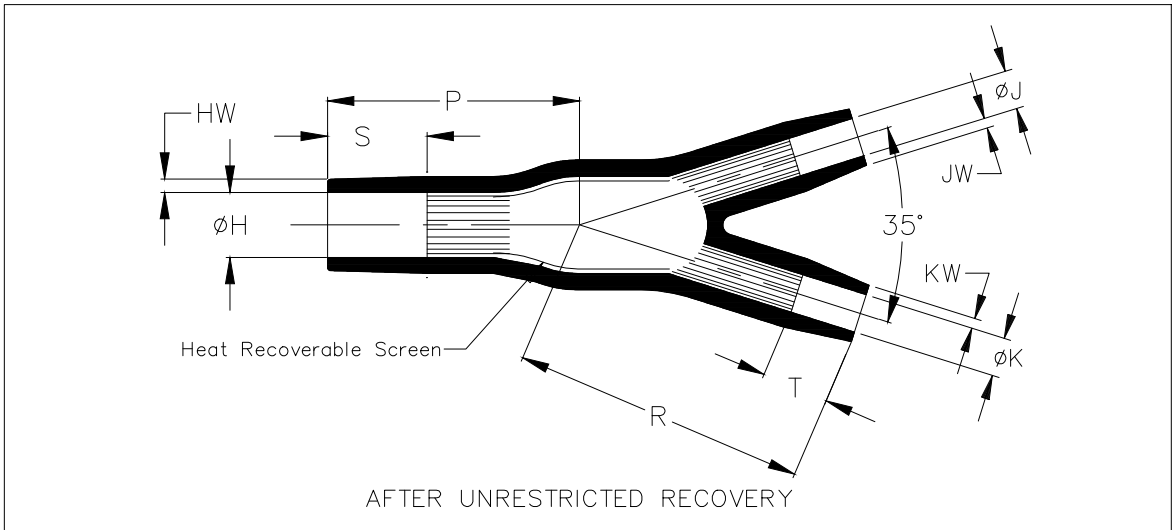 P
HW
S
øH
øJ
JW
35°
KW
øK
Heat Recoverable Screen
T
R
AFTER UNRESTRICTED RECOVERY